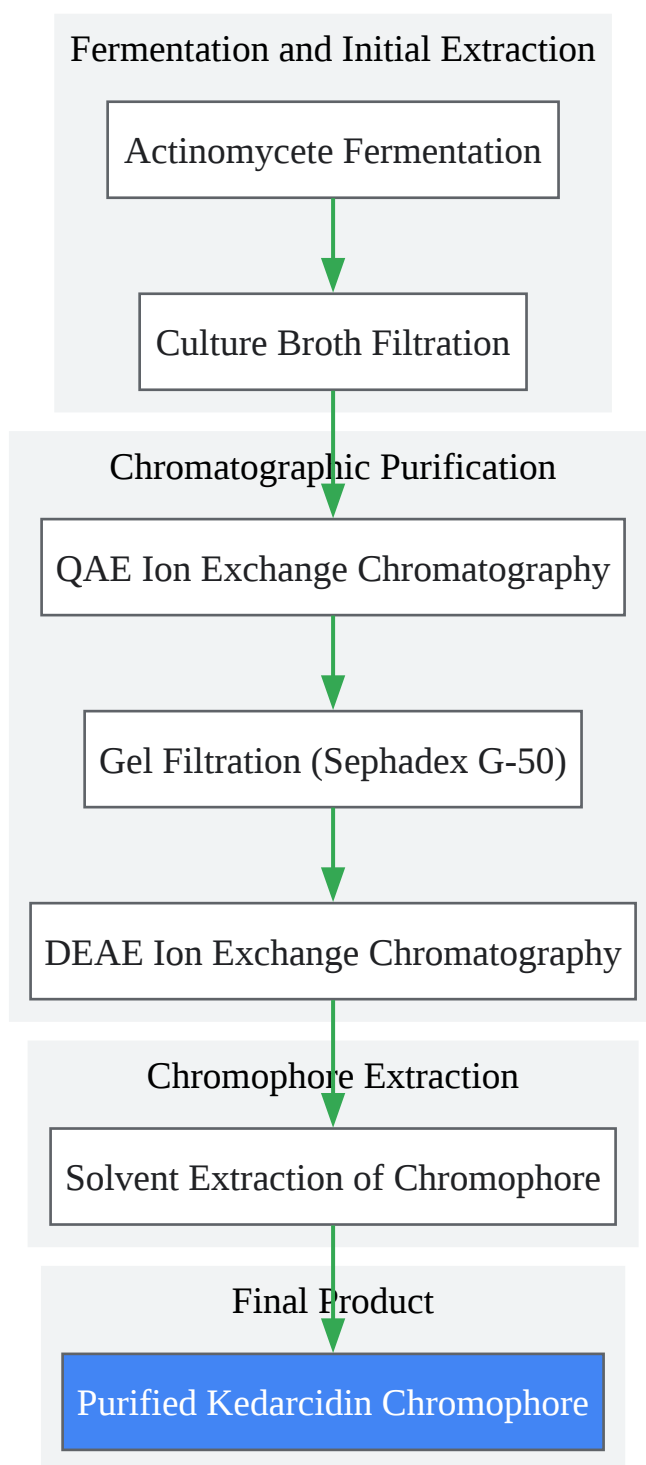 Fermentation and Initial Extraction
Actinomycete Fermentation
Culture Broth Filtration
Chromatographic Purification
QAE Ion Exchange Chromatography
Gel Filtration (Sephadex G-50)
DEAE Ion Exchange Chromatography
Chromophore Extraction
Solvent Extraction of Chromophore
Final Product
Purified Kedarcidin Chromophore